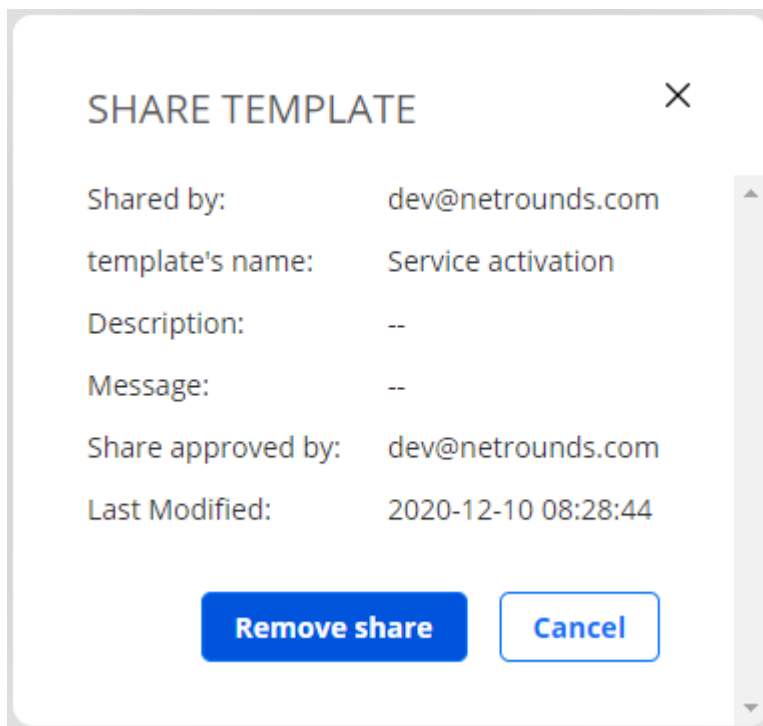 SHARE TEMPLATE
Shared by: dev@netrounds.com
template's name: Service activation
Description: --
Message: --
Share approved by: dev@netrounds.com
Last Modified: 2020-12-10 08:28:44
Remove share Cancel